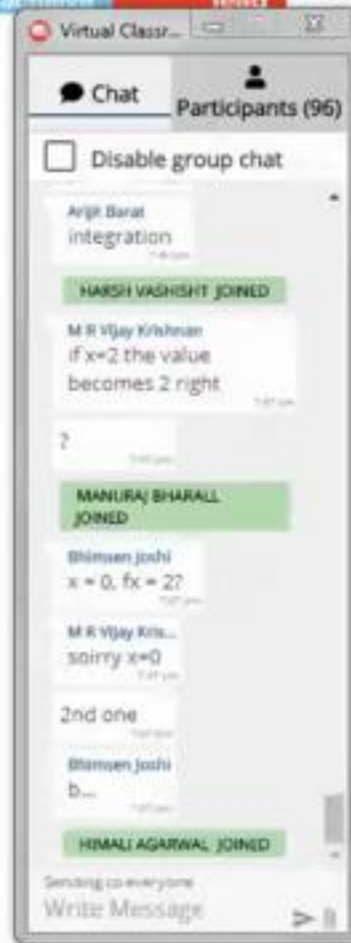 Virtual Classr...
Chat
Participants (96)
Disable group chat
Arijit Barat
integration
HARSH VASHISHT JOINED
M R Vijay Krishnan
if x=2 the value
becomes 2 right
?
MANURAJ BHARALL
JOINED
Bhimsen Joshi
x = 0, fx = 2?
M R Vijay Kris...
soirry x=0
2nd one
Bhimsen Joshi
b...
HIMALI AGARWAL JOINED
Sending to everyone
Write Message